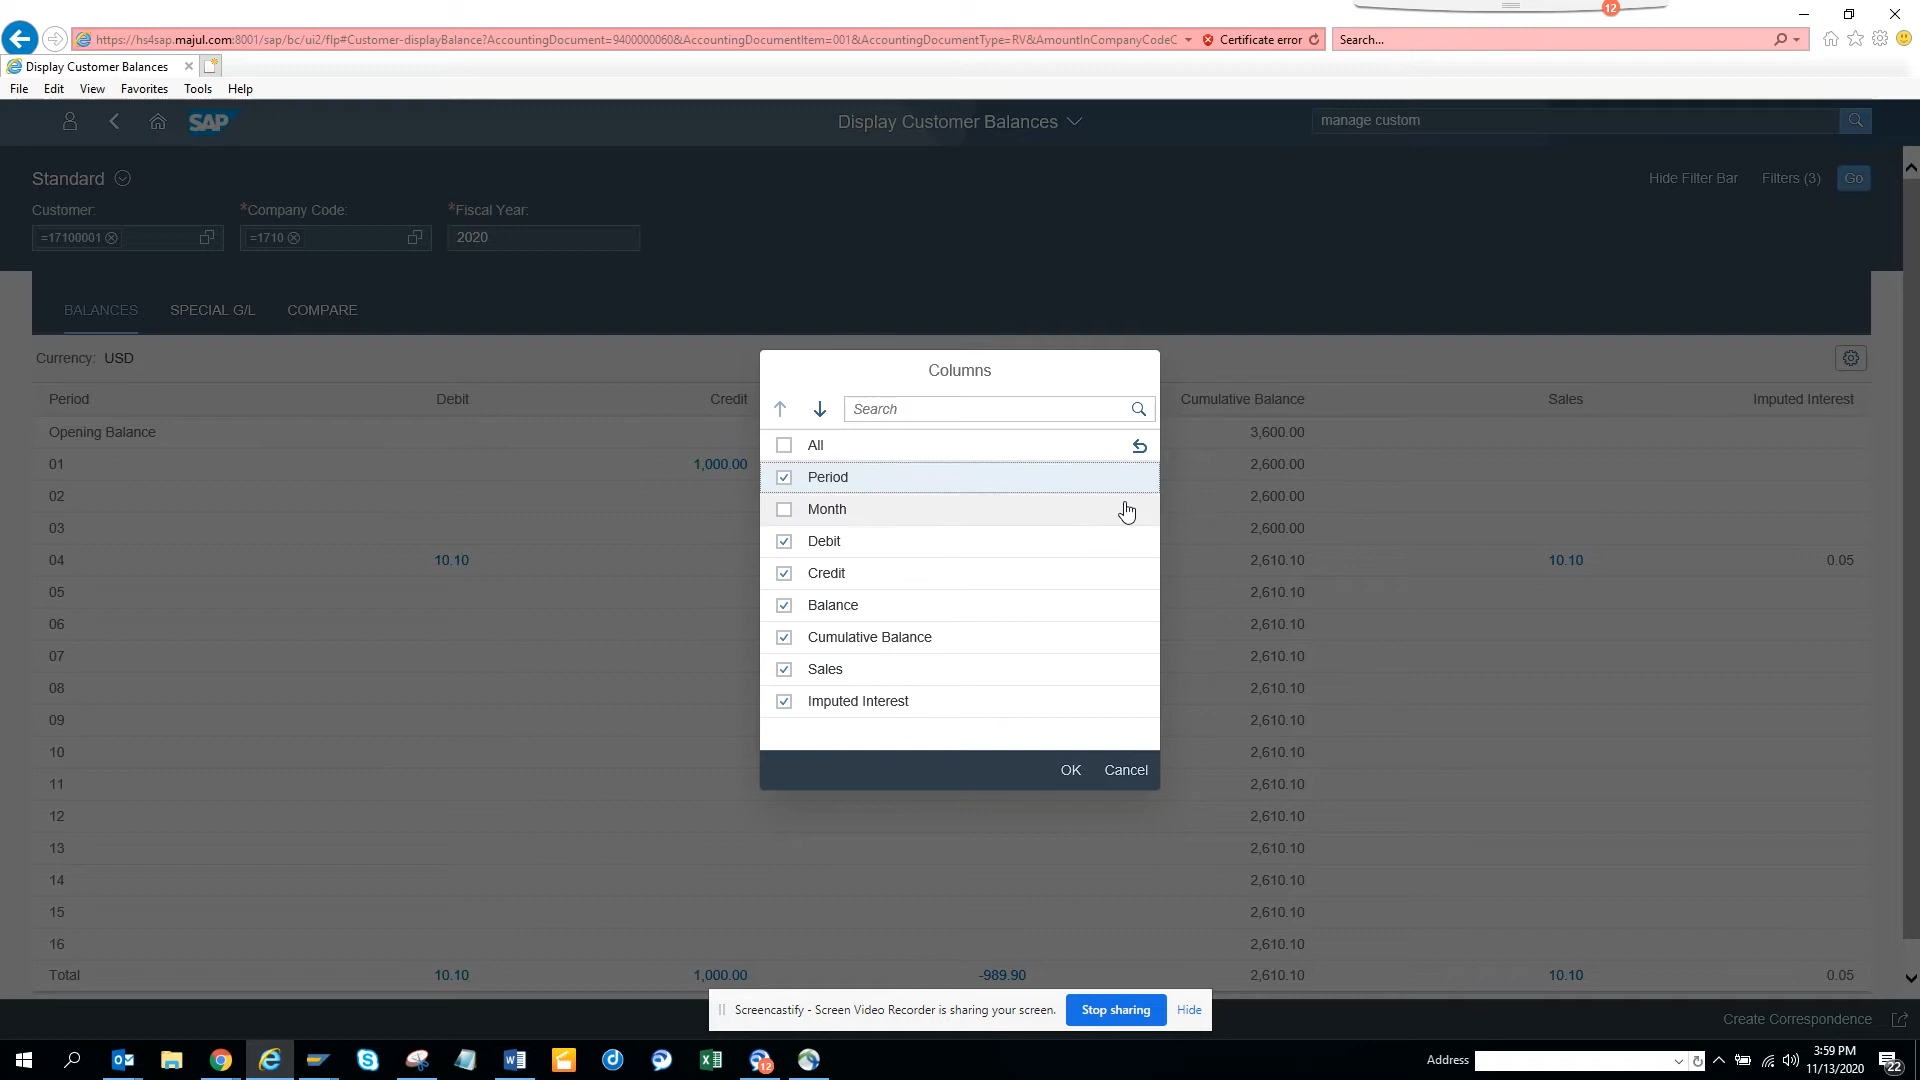 12
https://hs4sap.majul.com:8001/sap/bc/ui2/flp#Customer-displayBalance?AccountingDocument=9400000060&AccountingDocumentItem=001&AccountingDocumentType=RV&AmountInCompanyCodeC
Certificate error
Search...
Display Customer Balances
File Edit View Favorites Tools Help
SAP
Display Customer Balances
manage custom
Standard
Hide Filter Bar Filters (3) Go
Customer: *Company Code: *Fiscal Year:
=17100001 =1710 2020
BALANCES SPECIAL G/L COMPARE
Currency: USD
Period Debit Credit Cumulative Balance Sales Imputed Interest
Opening Balance 3,600.00
01 1,000.00 2,600.00
02 2,600.00
03 2,600.00
04 10.10 2,610.10 10.10 0.05
05 2,610.10
06 2,610.10
07 2,610.10
08 2,610.10
09 2,610.10
10 2,610.10
11 2,610.10
12 2,610.10
13 2,610.10
14 2,610.10
15 2,610.10
16 2,610.10
Total 10.10 1,000.00 -989.90 2,610.10 10.10 0.05
Columns
Search
All
Period
Month
Debit
Credit
Balance
Cumulative Balance
Sales
Imputed Interest
OK Cancel
Screencastify - Screen Video Recorder is sharing your screen. Stop sharing Hide
Create Correspondence
12
Address
3:59 PM
11/13/2020
22